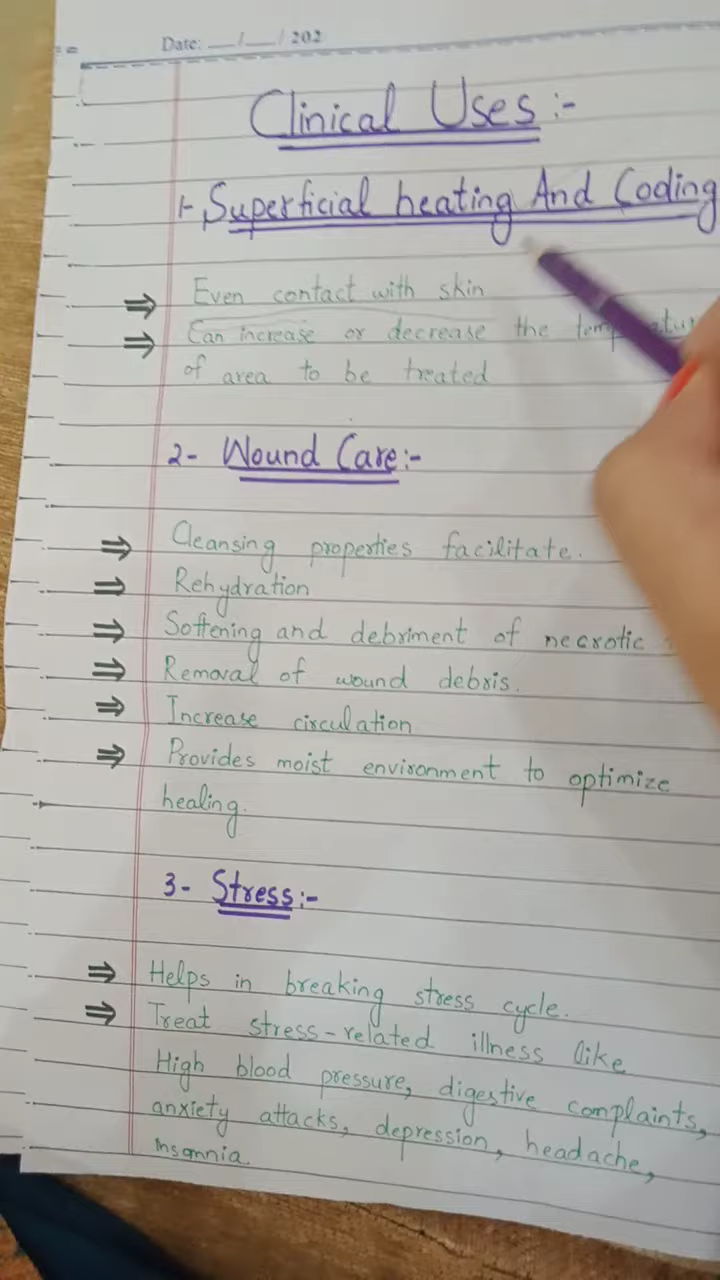 Date: __/__/ 202
Clinical Uses:-
1- Superficial heating And Coding
⇒ Even contact with skin
⇒ Can increase or decrease the
of area to be treated
2- Wound Care:-
⇒ Cleansing properties facilitate.
⇒ Rehydration
⇒ Softening and debriment of necrotic
⇒ Removal of wound debris.
⇒ Increase circulation
⇒ Provides moist environment to optimize
healing.
3- Stress:-
⇒ Helps in breaking stress cycle.
⇒ Treat stress-related illness like
High blood pressure, digestive complaints,
anxiety attacks, depression, headache,
Insomnia